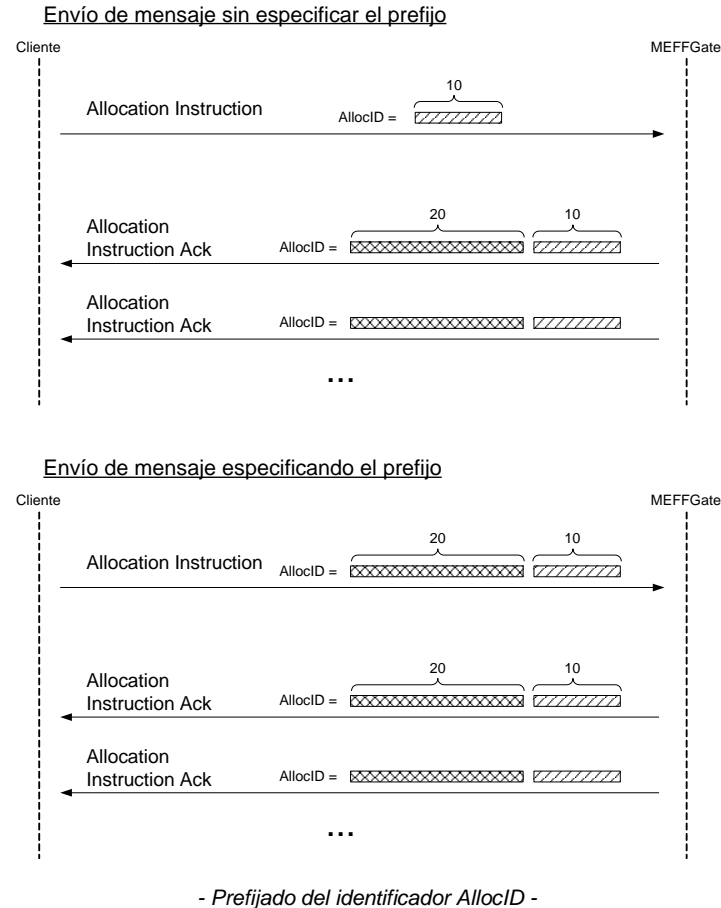 Envío de mensaje sin especificar el prefijo
Cliente
MEFFGate
10
Allocation Instruction
AllocID =
20
10
Allocation
Instruction Ack
AllocID =
Allocation
Instruction Ack
AllocID =
...
Envío de mensaje especificando el prefijo
Cliente
MEFFGate
20
10
Allocation Instruction
AllocID =
20
10
Allocation
Instruction Ack
AllocID =
Allocation
Instruction Ack
AllocID =
...
- Prefijado del identificador AllocID -